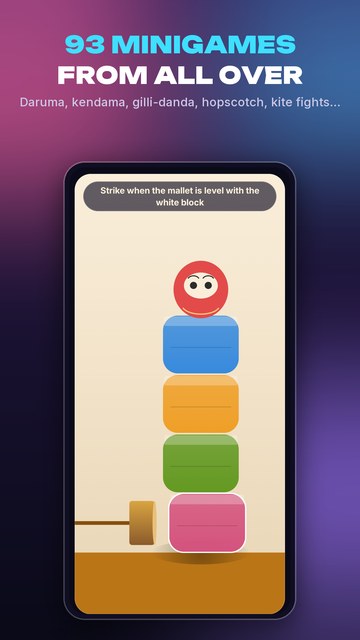 93 MINIGAMES
FROM ALL OVER
Daruma, kendama, gilli-danda, hopscotch, kite fights...
Strike when the mallet is level with the
white block